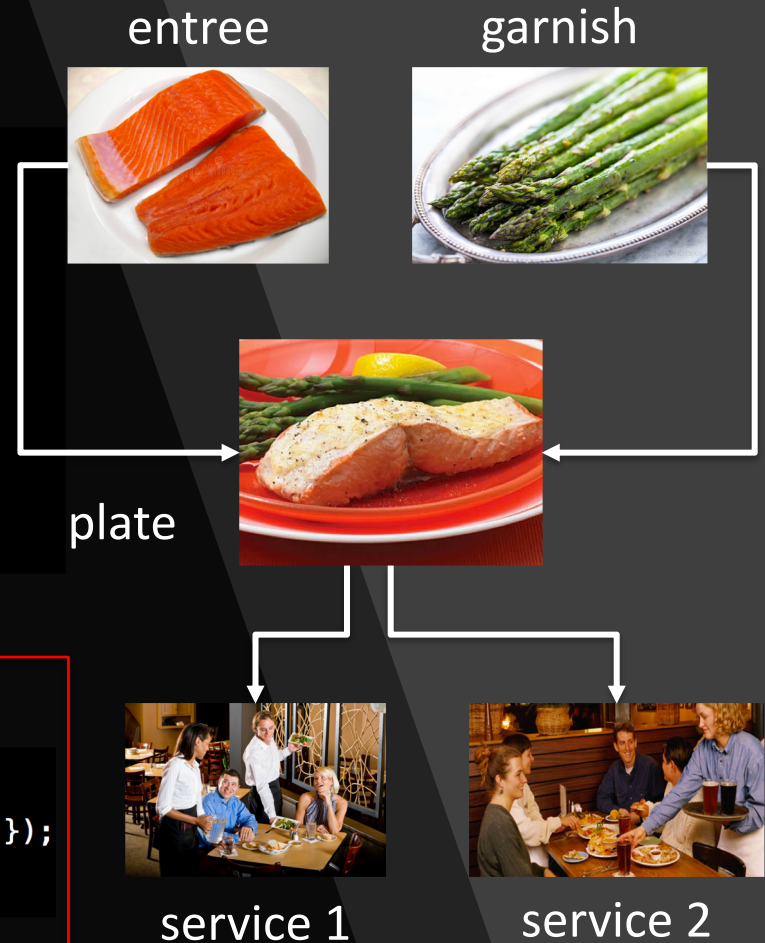 entree
garnish
plate
});
service 1
service 2